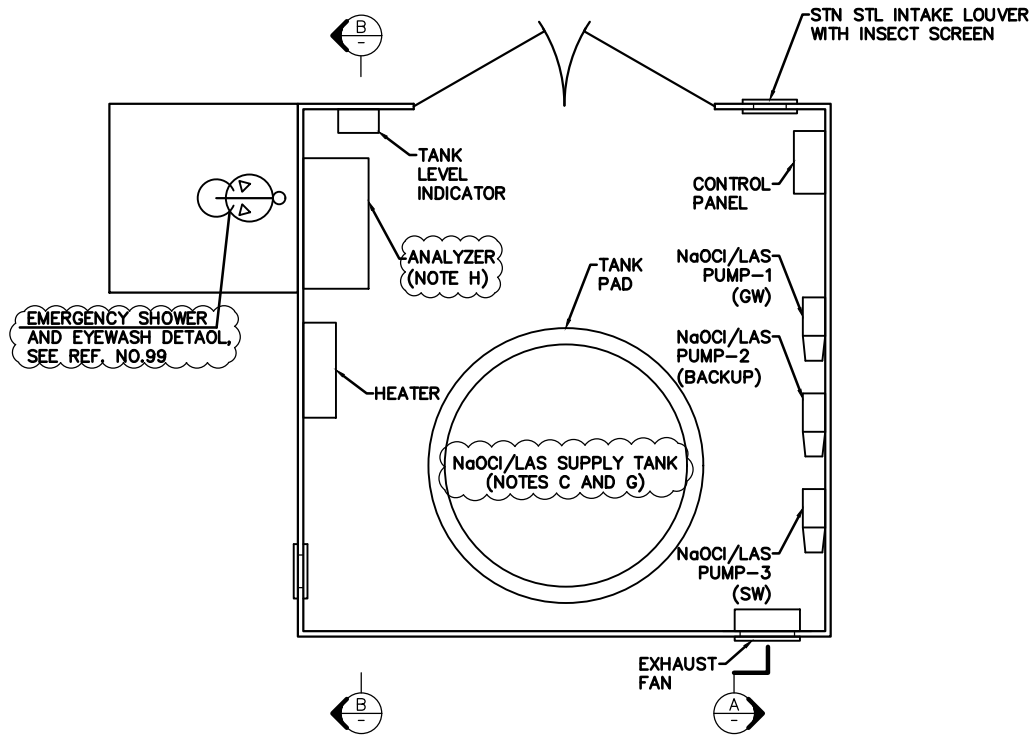 B
-
STN STL INTAKE LOUVER
WITH INSECT SCREEN
TANK
LEVEL
INDICATOR
CONTROL
PANEL
ANALYZER
(NOTE H)
TANK
PAD
NaOCl/LAS
PUMP-1
(GW)
EMERGENCY SHOWER
AND EYEWASH DETAOL,
SEE REF. NO.99
NaOCl/LAS
PUMP-2
(BACKUP)
HEATER
NaOCl/LAS SUPPLY TANK
(NOTES C AND G)
NaOCl/LAS
PUMP-3
(SW)
EXHAUST
FAN
B
-
A
-